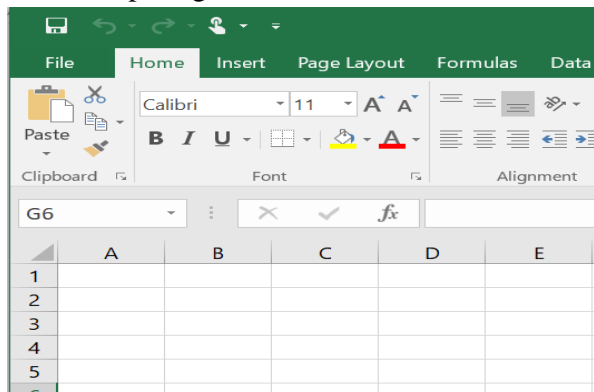 File Home Insert Page Layout Formulas Data
Calibri 11 A A
Paste B I U A
Clipboard Font Alignment
G6 fx
A B C D E
1
2
3
4
5